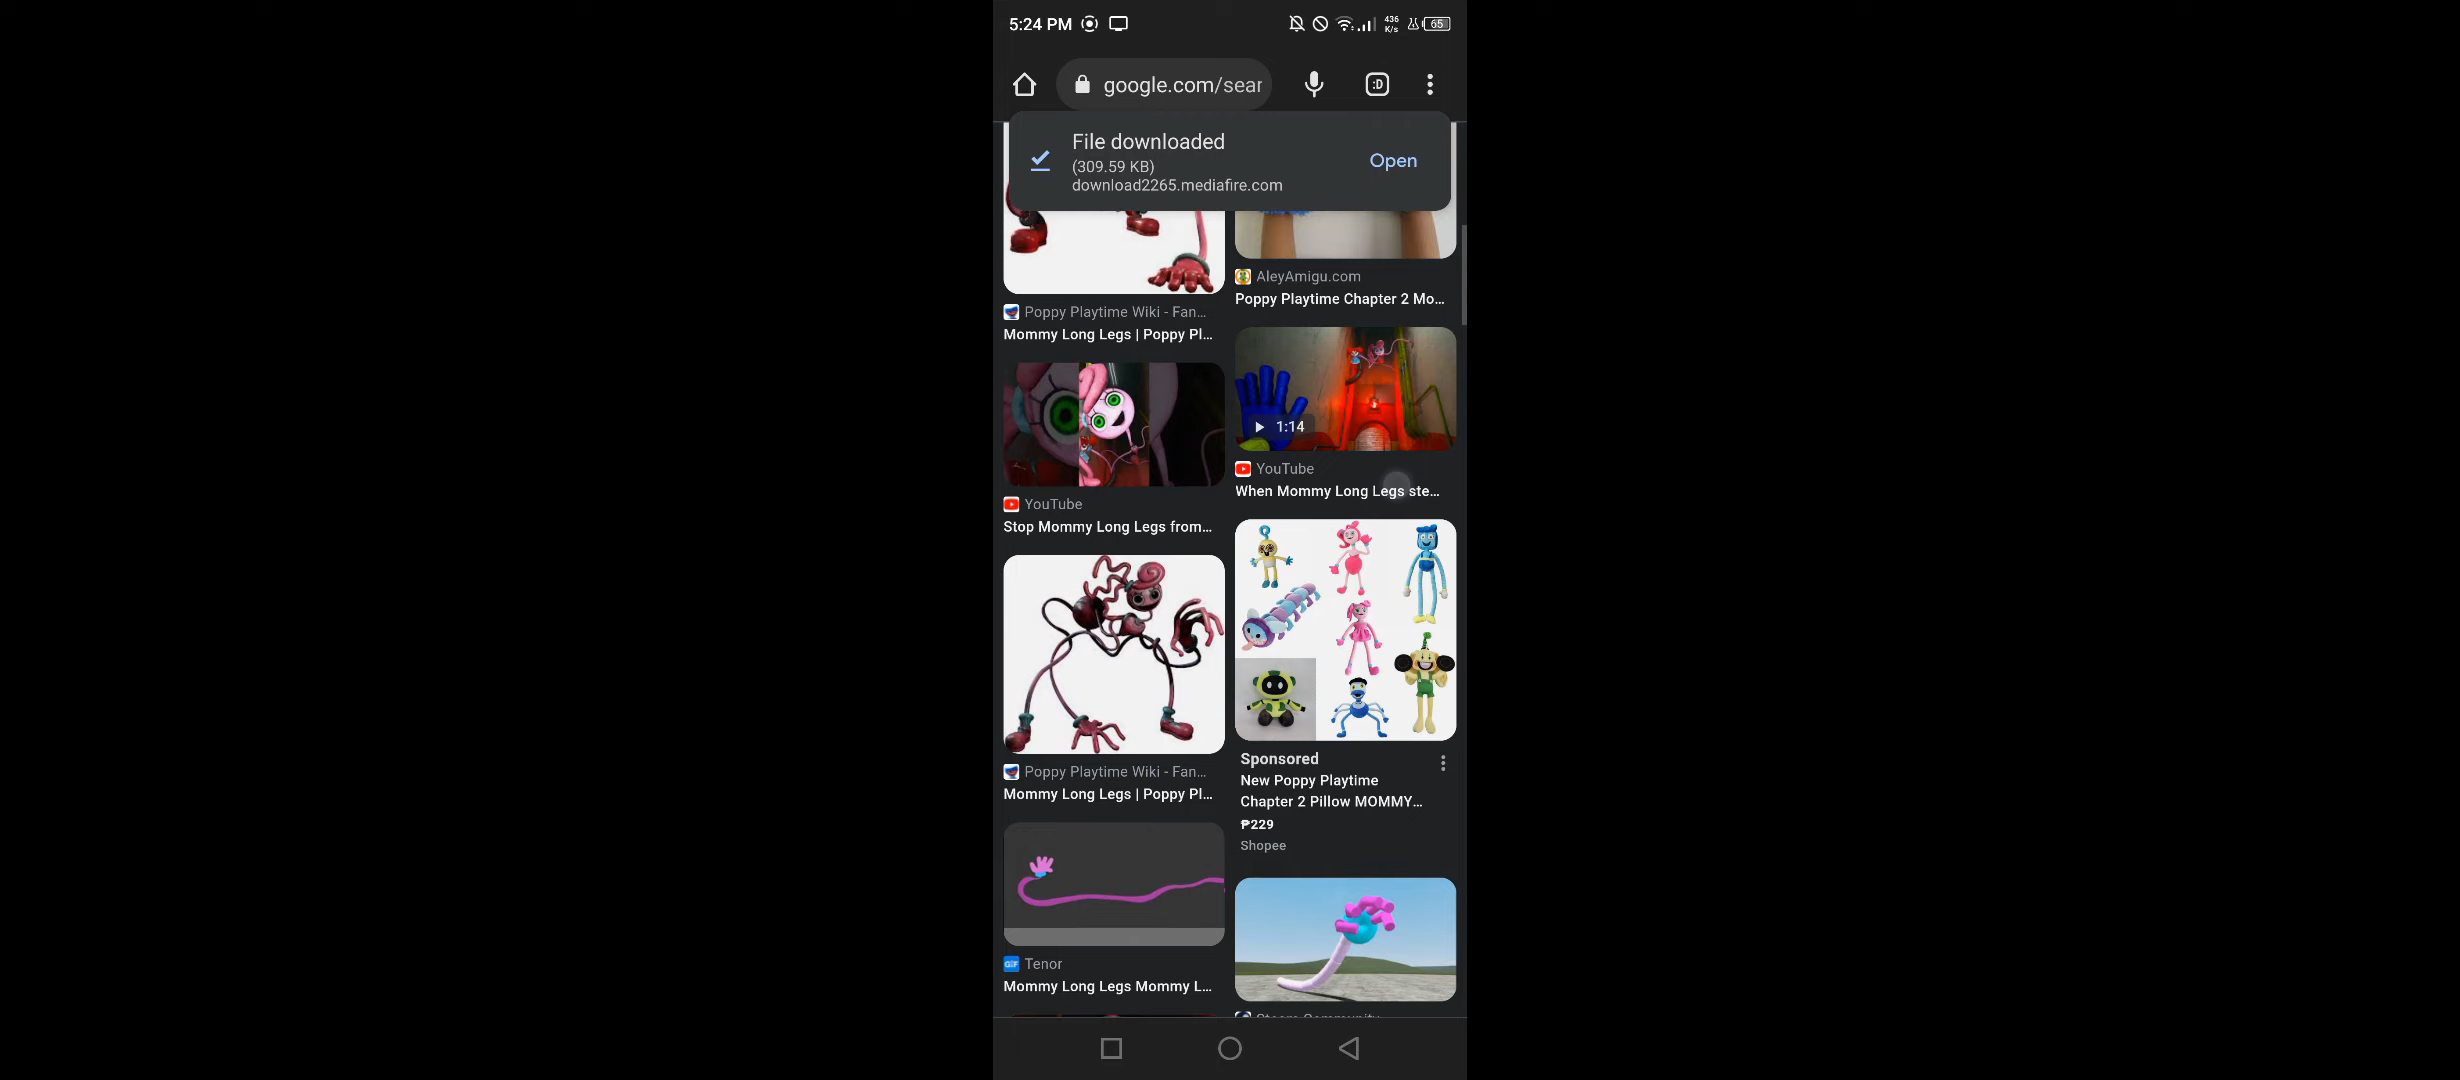 5:24 PM
436
K/s
65
google.com/sear
:D
File downloaded
(309.59 KB)
download2265.mediafire.com
Open
Poppy Playtime Wiki - Fan...
Mommy Long Legs | Poppy Pl...
AleyAmigu.com
Poppy Playtime Chapter 2 Mo...
YouTube
Stop Mommy Long Legs from...
1:14
YouTube
When Mommy Long Legs ste...
Poppy Playtime Wiki - Fan...
Mommy Long Legs | Poppy Pl...
Sponsored
New Poppy Playtime
Chapter 2 Pillow MOMMY...
₱229
Shopee
GIF
Tenor
Mommy Long Legs Mommy L...